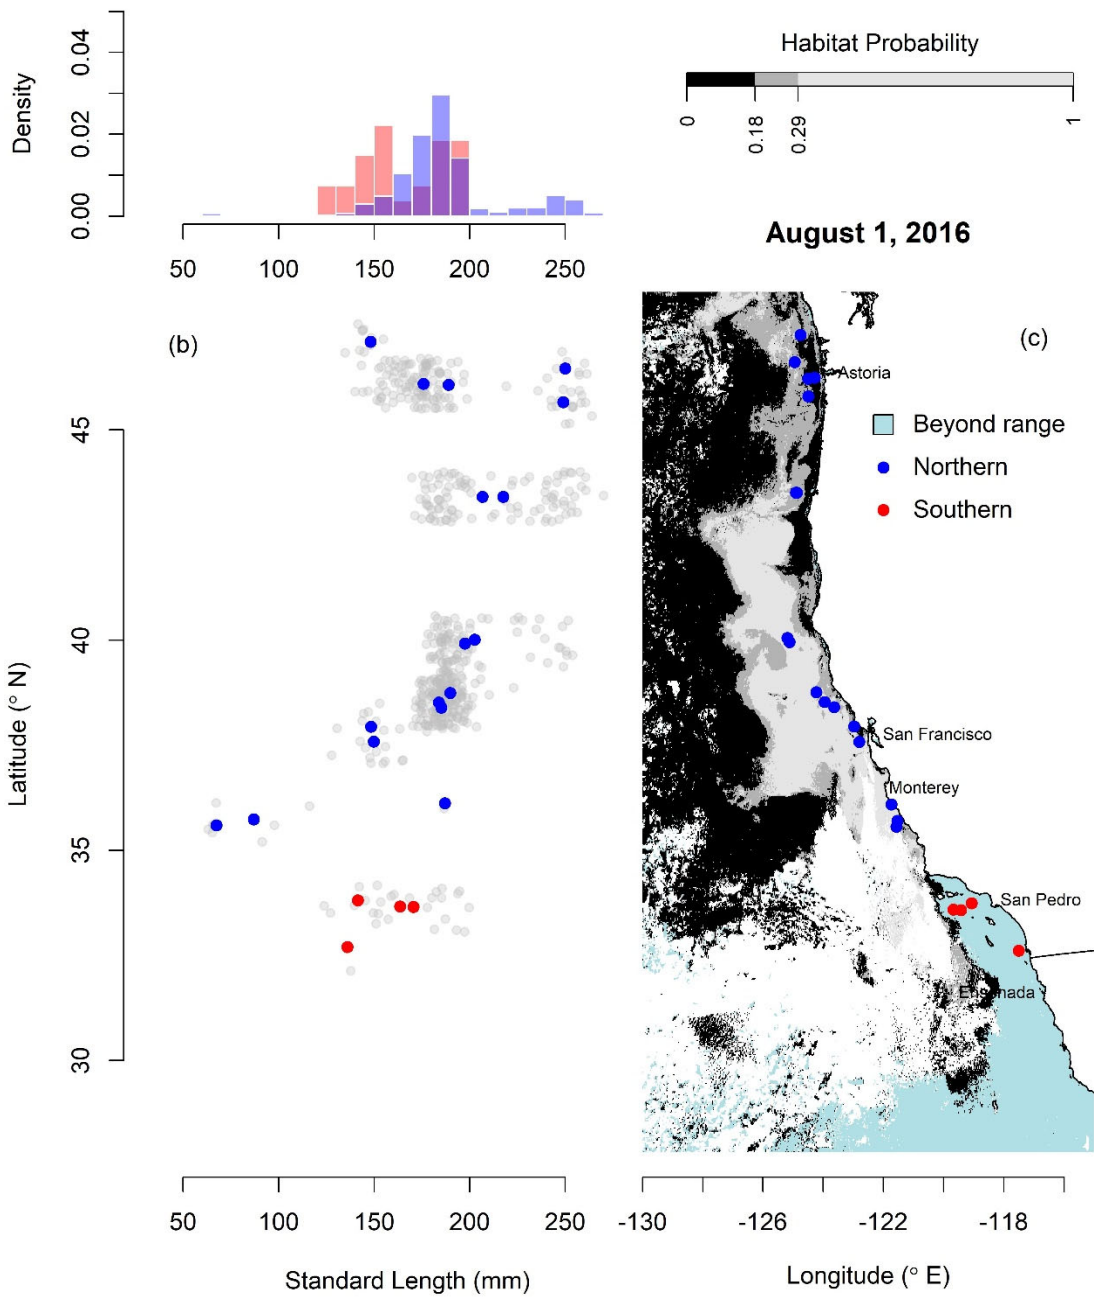 Density
0.00
0.02
0.04
50
100
150
200
250
Habitat Probability
0
0.18
0.29
1
August 1, 2016
(b)
(c)
Astoria
Beyond range
Northern
Southern
San Francisco
Monterey
San Pedro
Ensenada
Latitude (° N)
45
40
35
30
50
100
150
200
250
Standard Length (mm)
-130
-126
-122
-118
Longitude (° E)